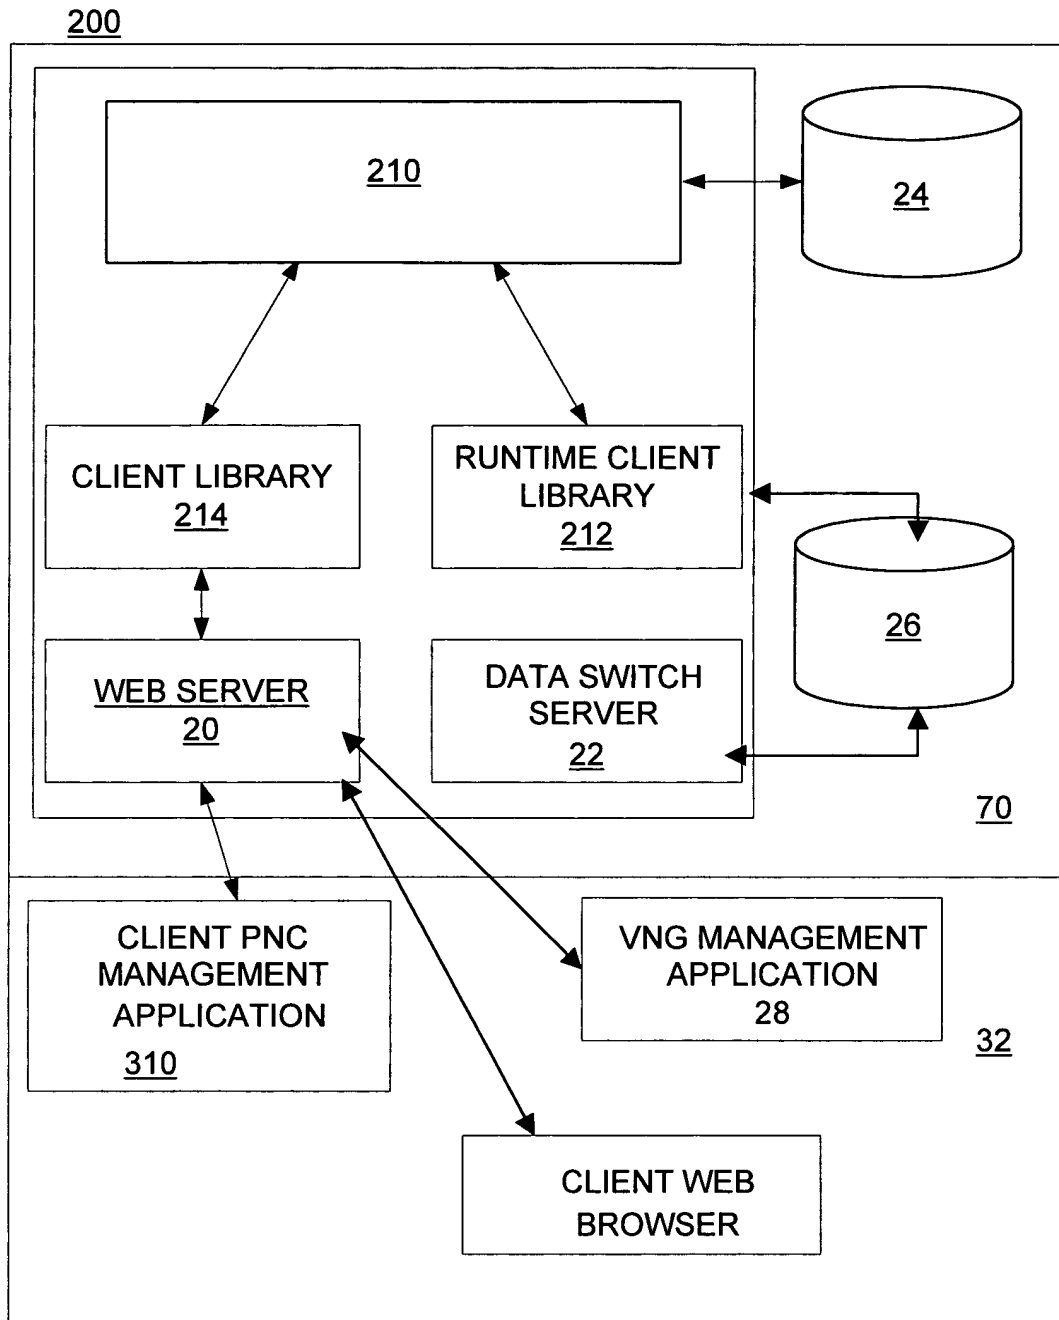 200
210
24
CLIENT LIBRARY
214
RUNTIME CLIENT
LIBRARY
212
26
WEB SERVER
20
DATA SWITCH
SERVER
22
70
CLIENT PNC
MANAGEMENT
APPLICATION
310
VNG MANAGEMENT
APPLICATION
28
32
CLIENT WEB
BROWSER